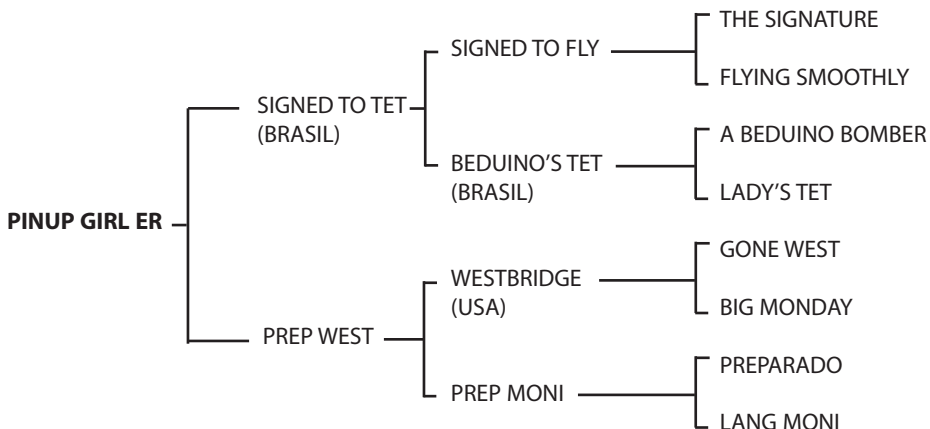 THE SIGNATURE
SIGNED TO FLY
FLYING SMOOTHLY
SIGNED TO TET
(BRASIL)
A BEDUINO BOMBER
BEDUINO'S TET
(BRASIL)
LADY'S TET
PINUP GIRL ER
GONE WEST
WESTBRIDGE
(USA)
BIG MONDAY
PREP WEST
PREPARADO
PREP MONI
LANG MONI